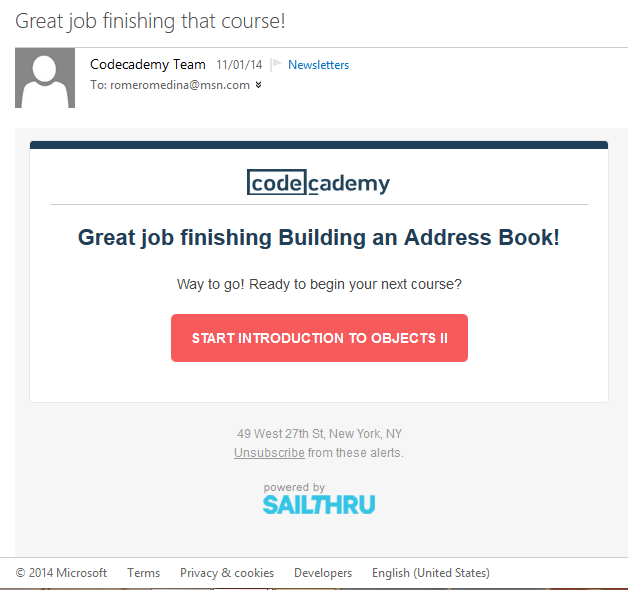 Great job finishing that course!
Codecademy Team 11/01/14 Newsletters
To: romeromedina@msn.com
codecademy
Great job finishing Building an Address Book!
Way to go! Ready to begin your next course?
START INTRODUCTION TO OBJECTS II
49 West 27th St, New York, NY
Unsubscribe from these alerts.
powered by
SAILTHRU
© 2014 Microsoft Terms Privacy & cookies Developers English (United States)